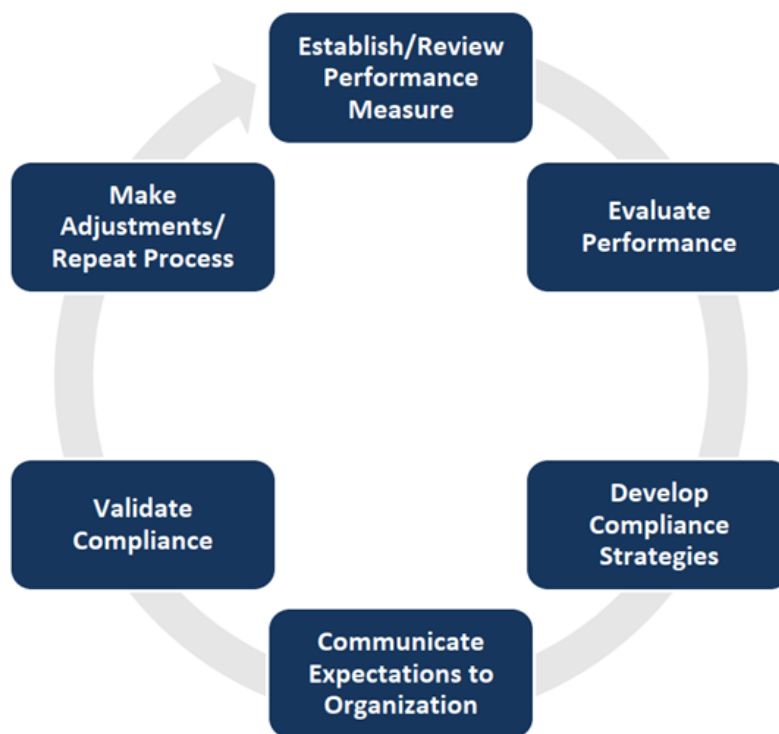 Establish/Review
Performance
Measure
Evaluate
Performance
Develop
Compliance
Strategies
Communicate
Expectations to
Organization
Validate
Compliance
Make
Adjustments/
Repeat Process